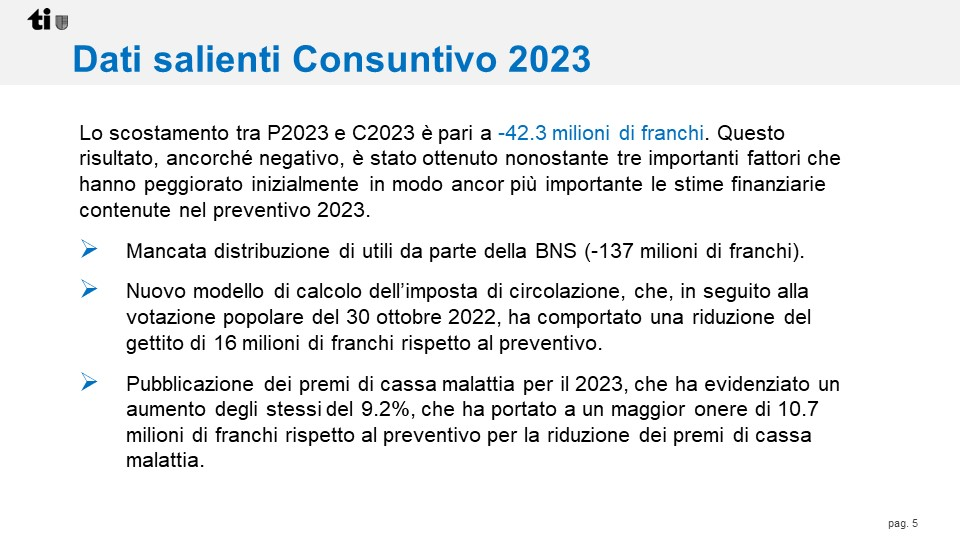 ti
Dati salienti Consuntivo 2023
Lo scostamento tra P2023 e C2023 è pari a -42.3 milioni di franchi. Questo
risultato, ancorché negativo, è stato ottenuto nonostante tre importanti fattori che
hanno peggiorato inizialmente in modo ancor più importante le stime finanziarie
contenute nel preventivo 2023.
Mancata distribuzione di utili da parte della BNS (-137 milioni di franchi).
Nuovo modello di calcolo dell’imposta di circolazione, che, in seguito alla
votazione popolare del 30 ottobre 2022, ha comportato una riduzione del
gettito di 16 milioni di franchi rispetto al preventivo.
Pubblicazione dei premi di cassa malattia per il 2023, che ha evidenziato un
aumento degli stessi del 9.2%, che ha portato a un maggior onere di 10.7
milioni di franchi rispetto al preventivo per la riduzione dei premi di cassa
malattia.
pag. 5